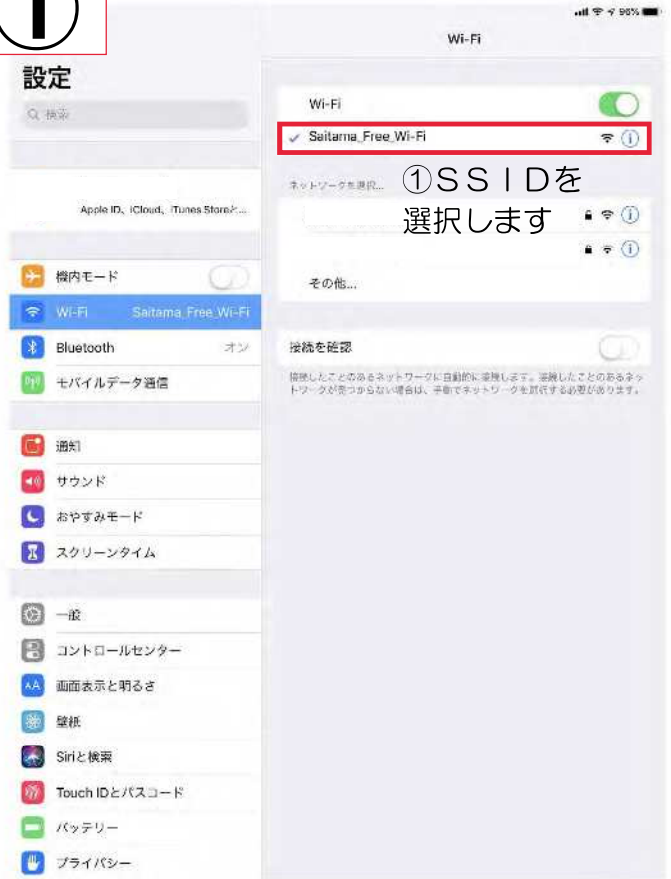 ①
96%
Wi-Fi
設定
検索
Wi-Fi
Saitama_Free_Wi-Fi
ネットワークを選択...
①SSIDを
選択します
Apple ID、iCloud、iTunes Storeと...
機内モード
その他...
Wi-Fi Saitama_Free_Wi-Fi
Bluetooth オン
接続を確認
モバイルデータ通信
接続したことのあるネットワークに自動的に接続します。接続したことのあるネッ
トワークが見つからない場合は、手動でネットワークを選択する必要があります。
通知
サウンド
おやすみモード
スクリーンタイム
一般
コントロールセンター
AA 画面表示と明るさ
壁紙
Siriと検索
Touch IDとパスコード
バッテリー
プライバシー